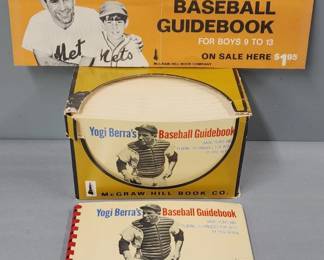 BASEBALL
GUIDEBOOK
FOR BOYS 9 TO 13
ON SALE HERE $1.95
McGRAW-HILL BOOK COMPANY
Met
Mets
Yogi Berra's Baseball Guidebook
McGRAW HILL BOOK CO.
Yogi Berra's Baseball Guidebook